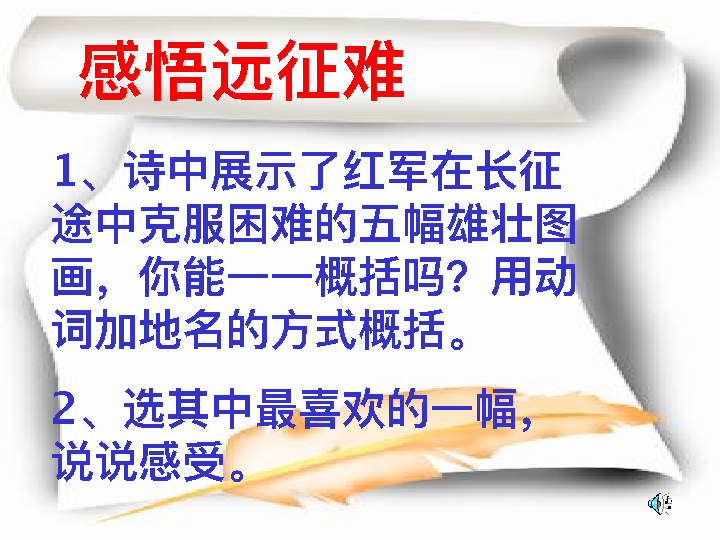 感悟远征难
1、诗中展示了红军在长征
途中克服困难的五幅雄壮图
画，你能一一概括吗？用动
词加地名的方式概括。
2、选其中最喜欢的一幅，
说说感受。